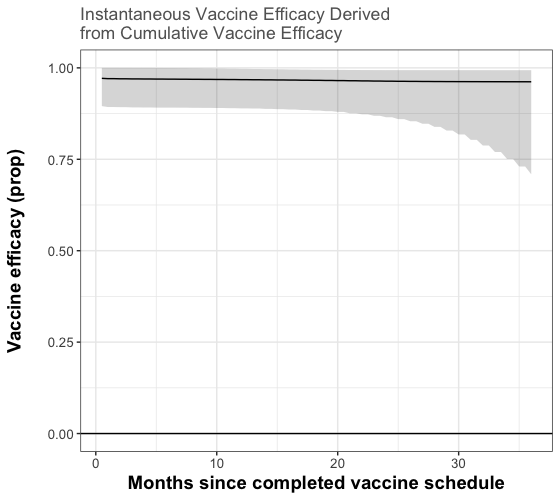 Instantaneous Vaccine Efficacy Derived
from Cumulative Vaccine Efficacy
1.00
0.75
0.50
0.25
0.00
Vaccine efficacy (prop)
0 10 20 30
Months since completed vaccine schedule